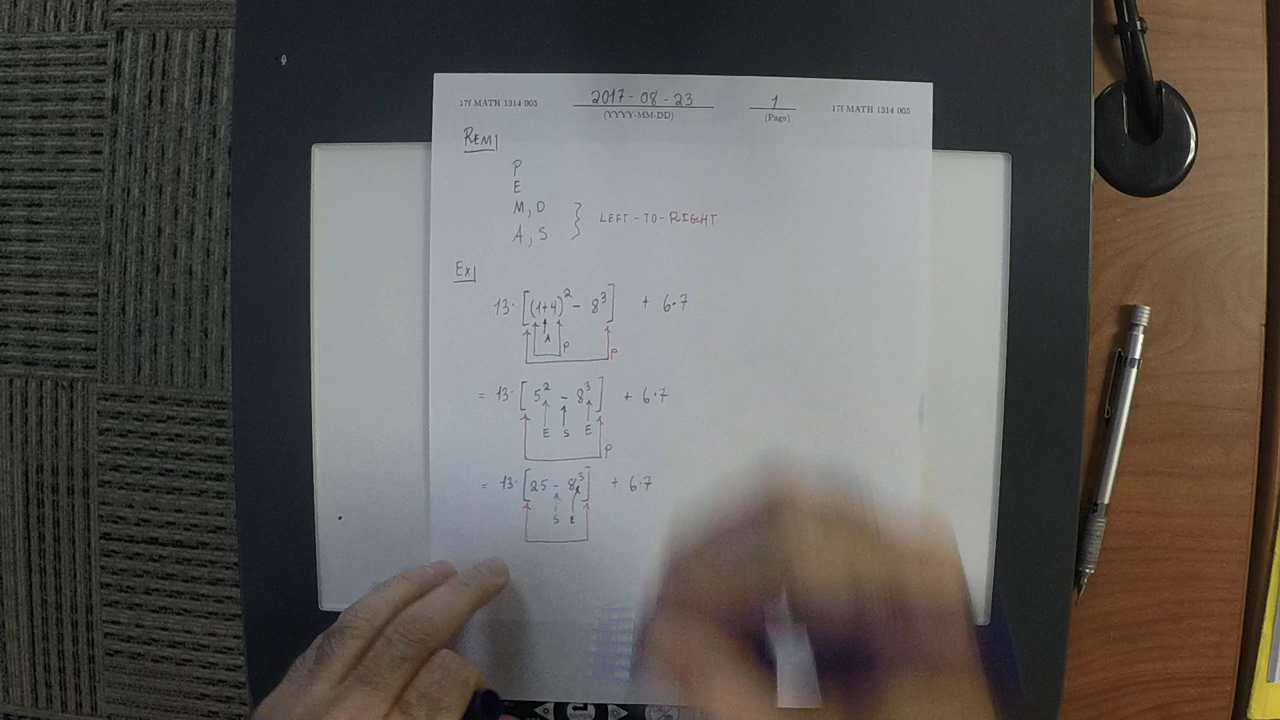 17f MATH 1314 005 2017-08-23 1 17f MATH 1314 005
(YYYY-MM-DD) (Page)
REM
P
E
M, D
} LEFT-TO-RIGHT
A, S
Ex
13·[(1+4)² - 8³] + 6·7
A
P P
= 13·[5² - 8³] + 6·7
E S E
P
= 13·[25 - 8³] + 6·7
S E